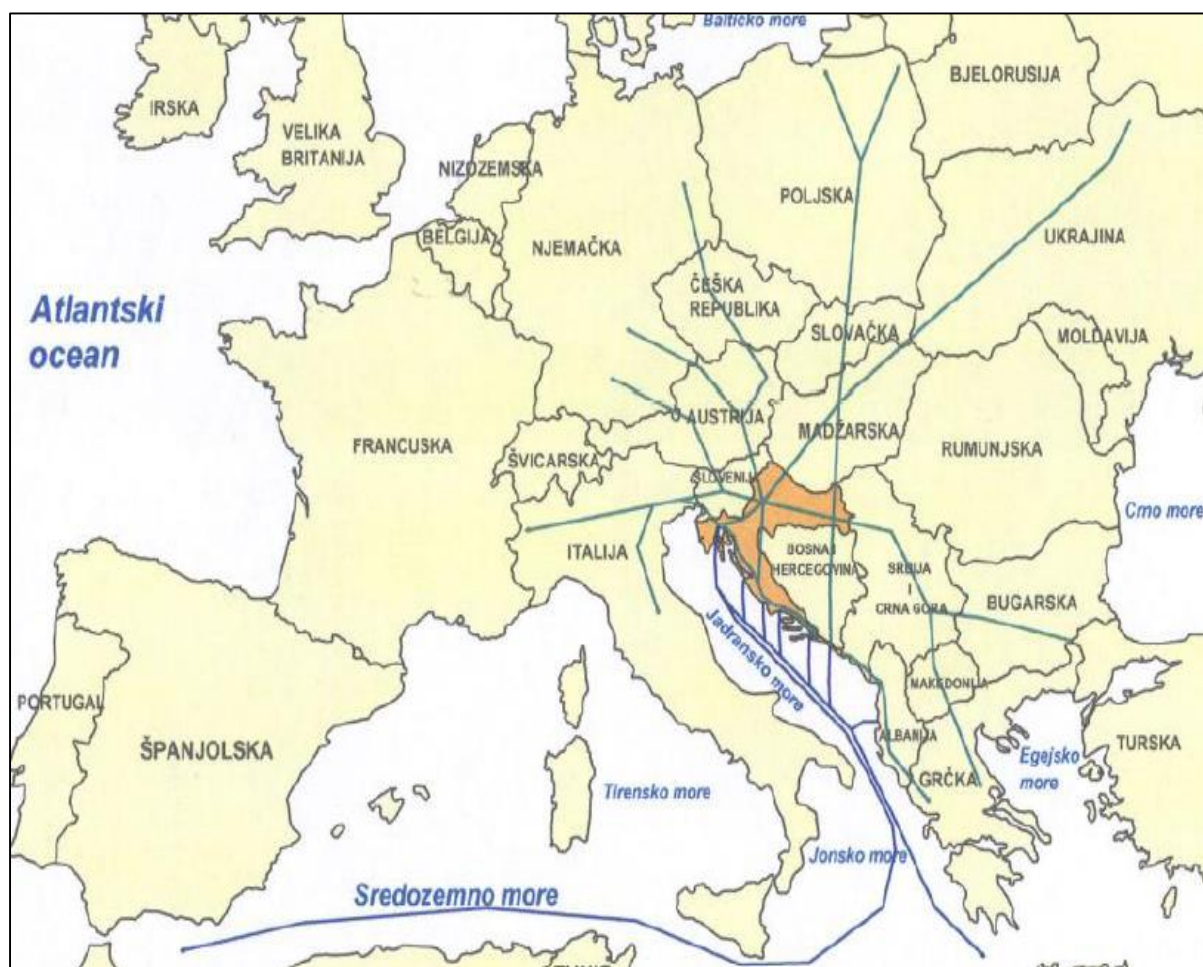 Baltičko more
BJELORUSIJA
IRSKA
VELIKA
BRITANIJA
NIZOZEMSKA
POLJSKA
BELGIJA
NJEMAČKA
UKRAJINA
ČEŠKA
REPUBLIKA
Atlantski
ocean
SLOVAČKA
MOLDAVIJA
AUSTRIJA
FRANCUSKA
MADŽARSKA
RUMUNJSKA
ŠVICARSKA
SLOVENIJ
Crno more
ITALIJA
BOSNA I
HERCEGOVINA
SRBIJA
I
CRNA GORA
BUGARSKA
Jadransko more
PORTUGAL
MAKEDONIJA
ŠPANJOLSKA
ALBANIJA
TURSKA
Egejsko
more
GRČKA
Tirensko more
Jonsko more
Sredozemno more